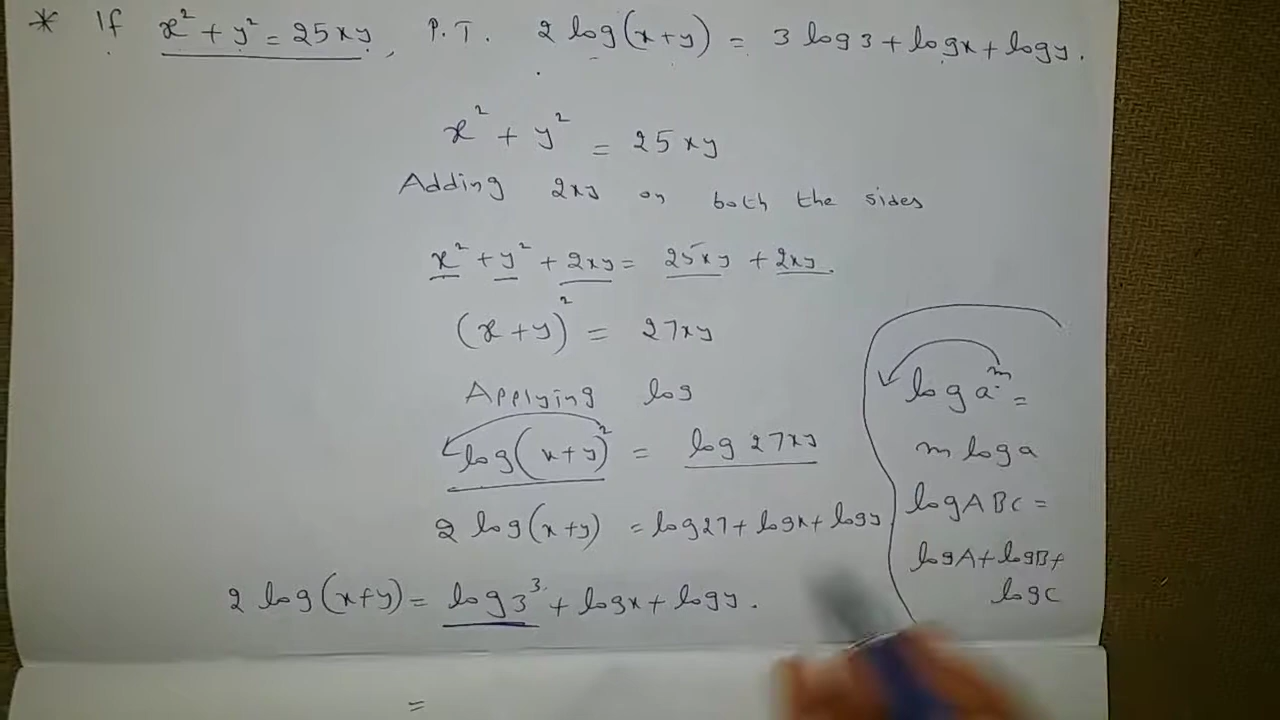 * If x² + y² = 25xy, P.T. 2 log(x+y) = 3 log 3 + log x + log y.
x² + y² = 25xy
Adding 2xy on both the sides
x² + y² + 2xy = 25xy + 2xy.
(x+y)² = 27xy
Applying log
log(x+y)² = log 27xy
2 log(x+y) = log 27 + log x + log y
2 log(x+y) = log 3³ + log x + log y.
=
log aᵐ =
m log a
log ABC =
log A + log B +
log C